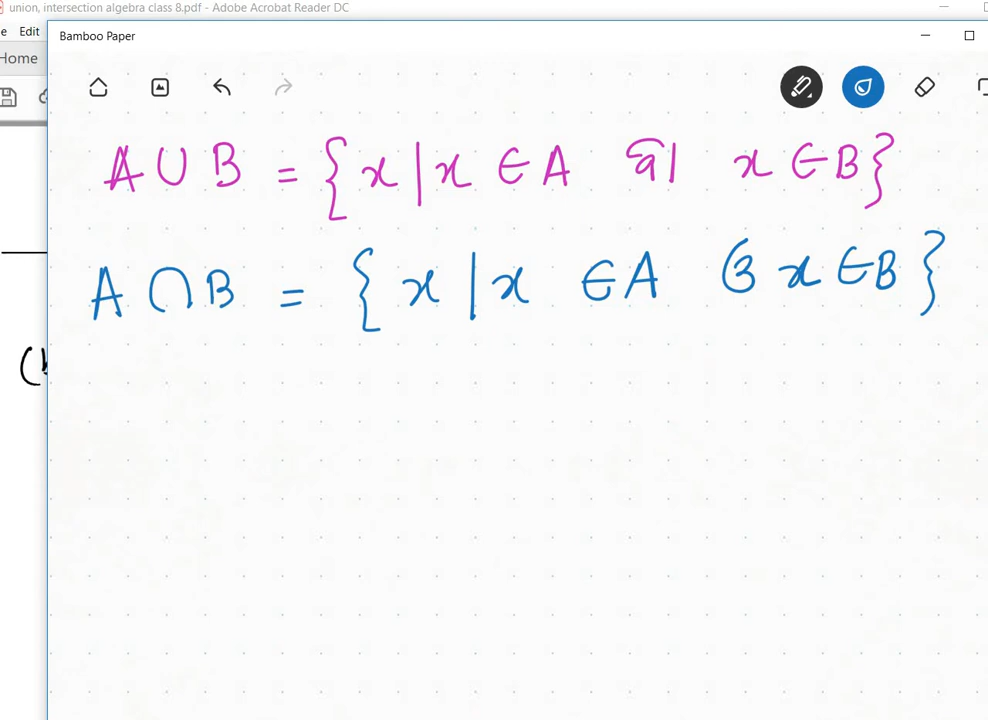 union, intersection algebra class 8.pdf - Adobe Acrobat Reader DC
Edit
Home
Bamboo Paper
A ∪ B = { x | x ∈ A বা x ∈ B }
A ∩ B = { x | x ∈ A ও x ∈ B }